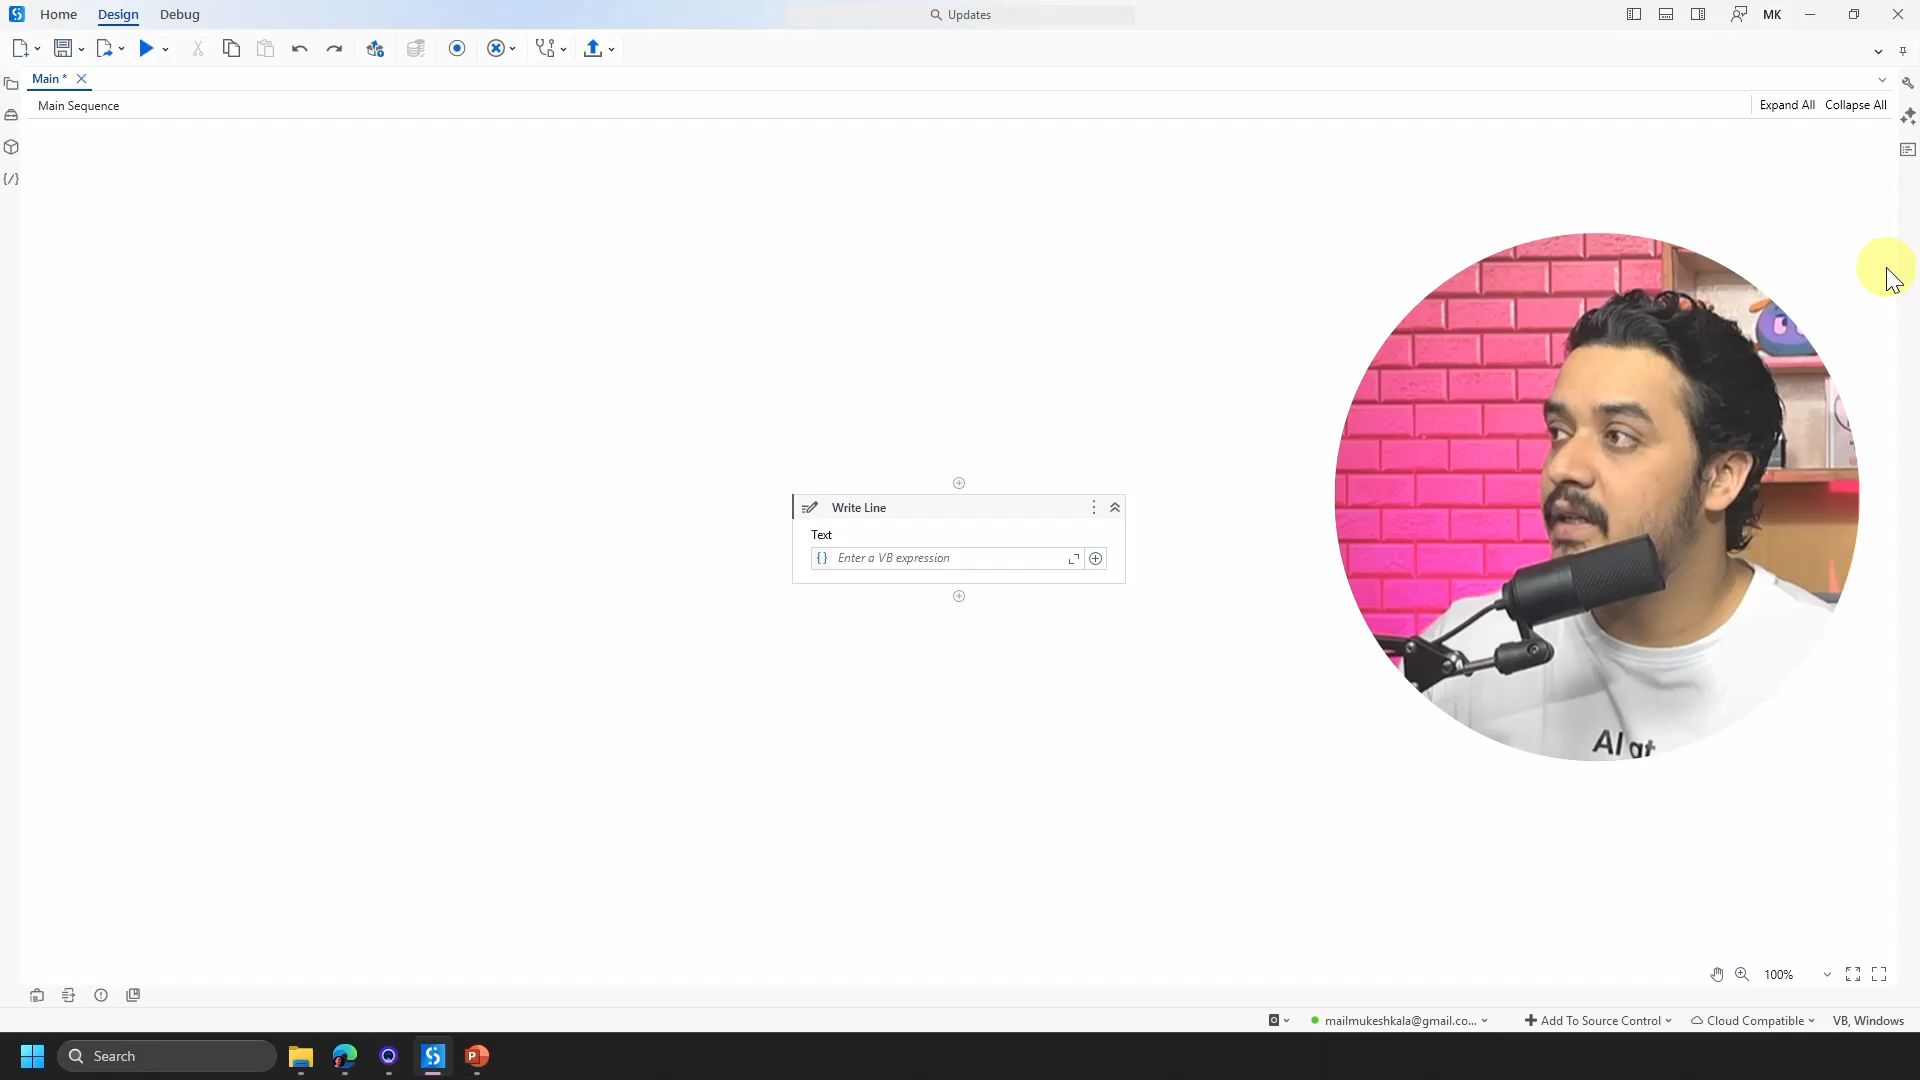 Home Design Debug Updates MK
Main *
Main Sequence Expand All Collapse All
Write Line
Text
{ } Enter a VB expression
AI at
100%
mailmukeshkala@gmail.co... Add To Source Control Cloud Compatible VB, Windows
Search